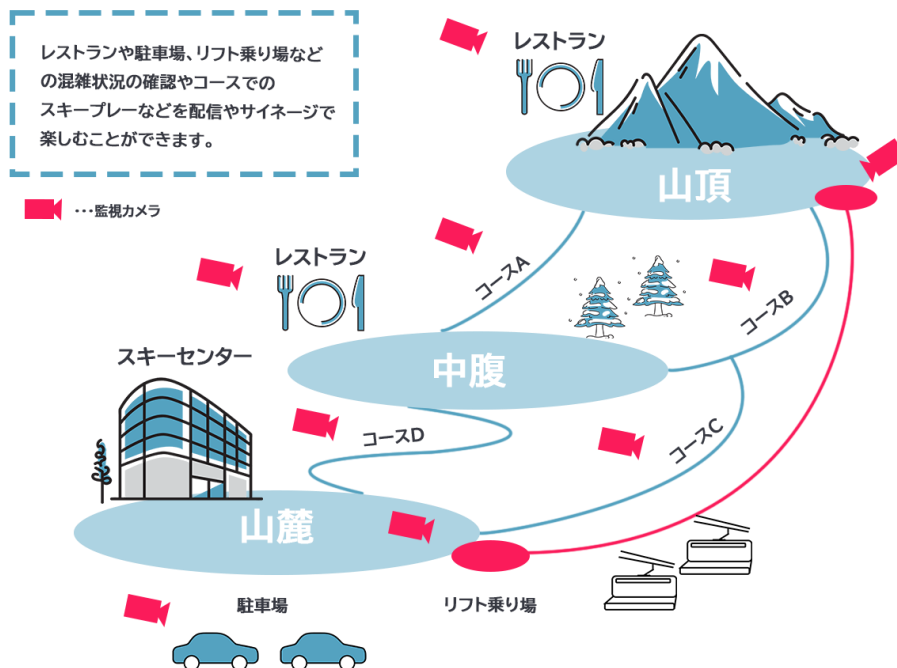 レストランや駐車場、リフト乗り場など
の混雑状況の確認やコースでの
スキープレーなどを配信やサイネージで
楽しむことができます。
･･･監視カメラ
レストラン
山頂
レストラン
コースA
コースB
スキーセンター
中腹
コースD
コースC
山麓
駐車場
リフト乗り場